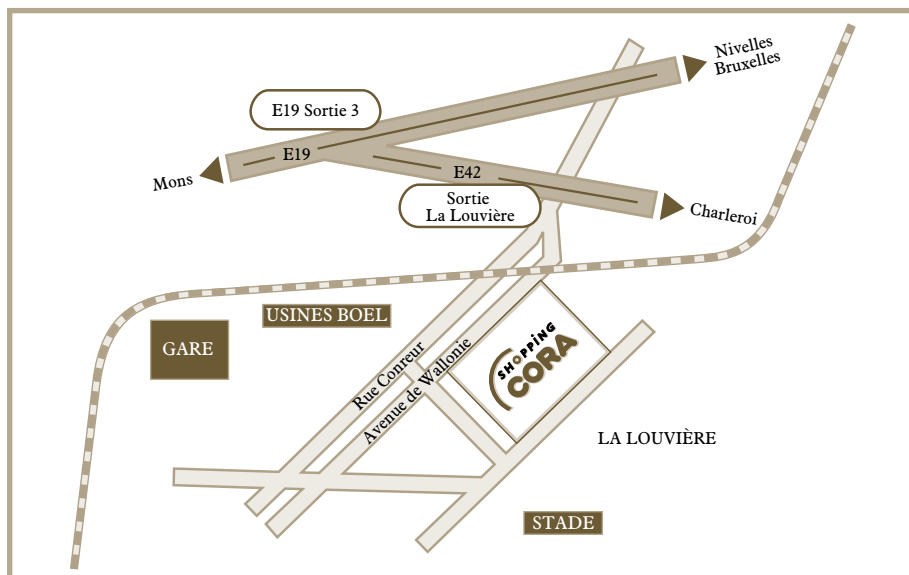 Nivelles
Bruxelles
E19 Sortie 3
E19
Mons
E42
Sortie
La Louvière
Charleroi
USINES BOEL
GARE
SHOPPING
CORA
Rue Conreur
Avenue de Wallonie
LA LOUVIÈRE
STADE